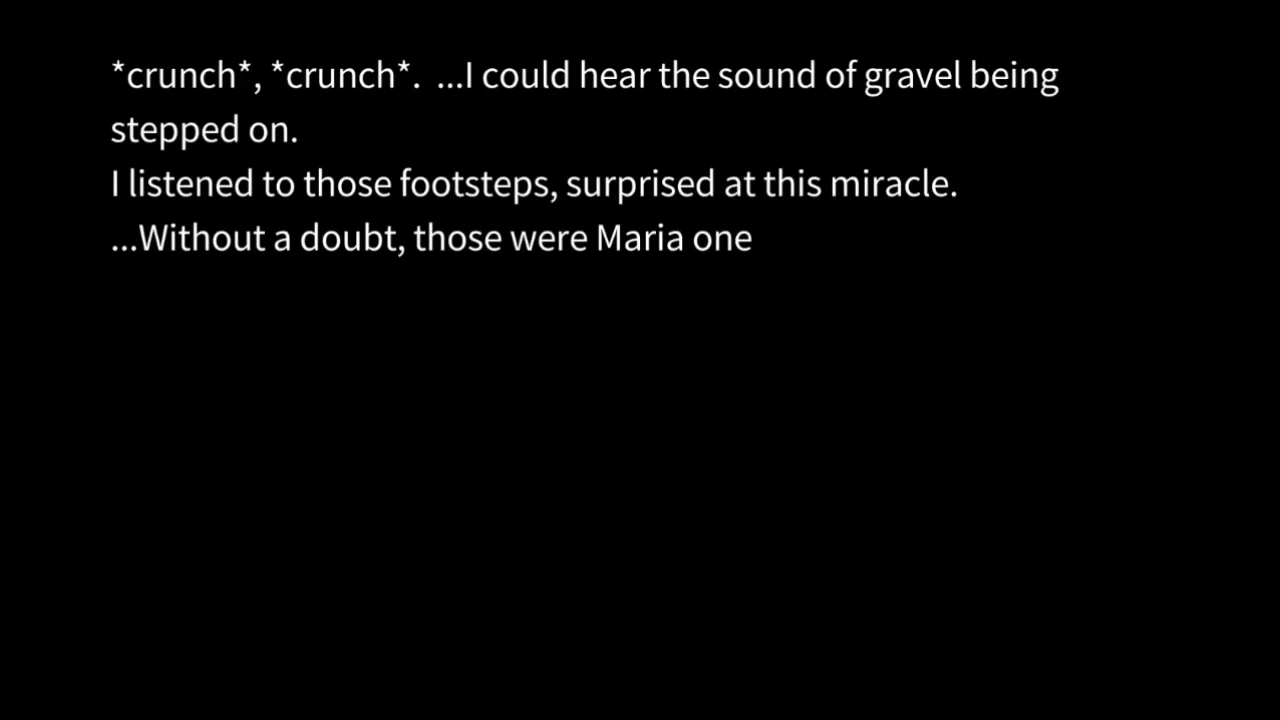 *crunch*, *crunch*.  ...I could hear the sound of gravel being
stepped on.
I listened to those footsteps, surprised at this miracle.
...Without a doubt, those were Maria one